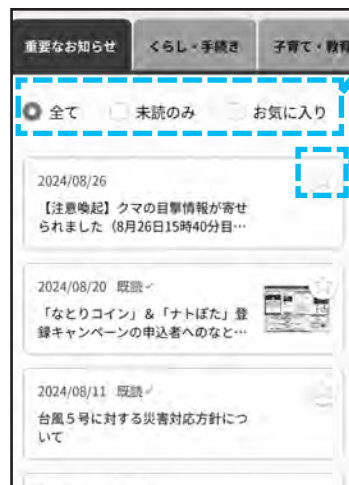 重要なお知らせ くらし・手続き 子育て・教育
全て 未読のみ お気に入り
2024/08/26
【注意喚起】クマの目撃情報が寄せ
られました（8月26日15時40分目…
2024/08/20 既読✓
「なとりコイン」＆「ナトぽた」登
録キャンペーンの申込者へのなと…
2024/08/11 既読✓
台風５号に対する災害対応方針につ
いて